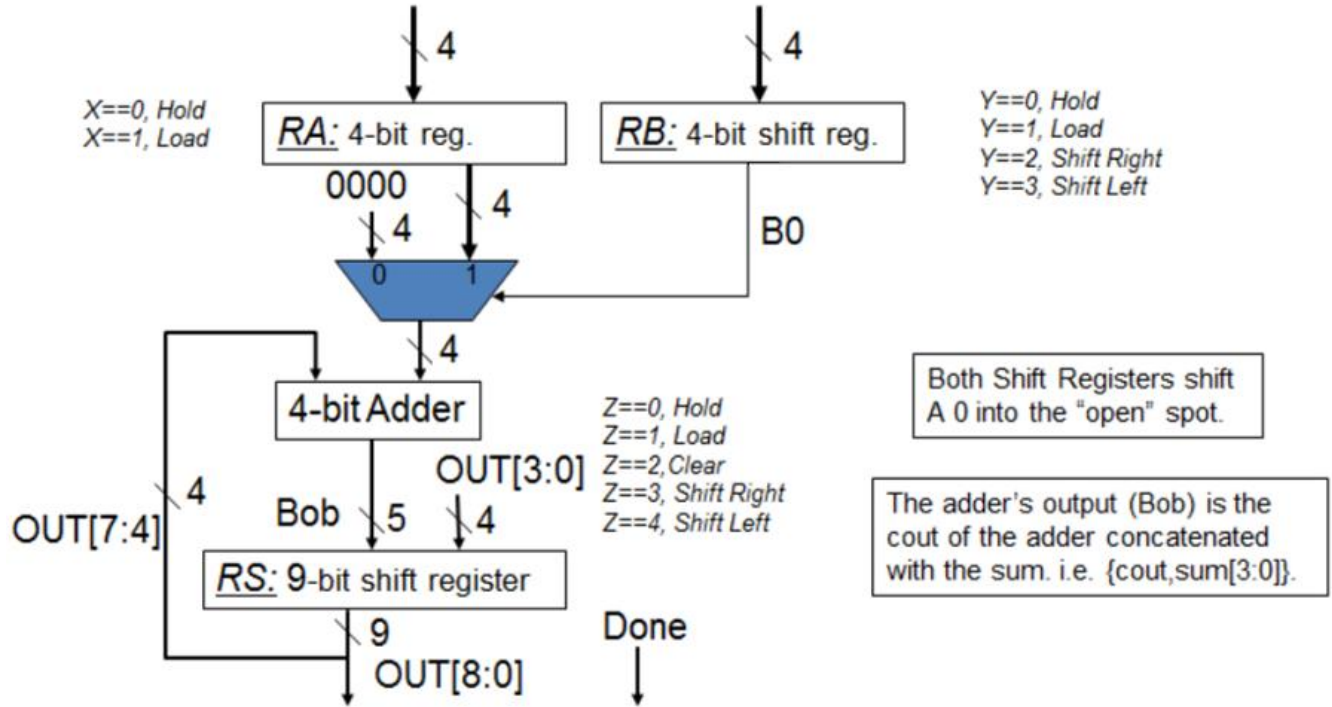 4
4
X==0, Hold
X==1, Load
RA: 4-bit reg.
RB: 4-bit shift reg.
Y==0, Hold
Y==1, Load
Y==2, Shift Right
Y==3, Shift Left
0000
4
4
B0
0
1
4
4-bit Adder
Z==0, Hold
Z==1, Load
Z==2, Clear
Z==3, Shift Right
Z==4, Shift Left
Both Shift Registers shift
A 0 into the “open” spot.
OUT[3:0]
4
OUT[7:4]
Bob
5
4
The adder’s output (Bob) is the
cout of the adder concatenated
with the sum. i.e. {cout,sum[3:0]}.
RS: 9-bit shift register
9
Done
OUT[8:0]